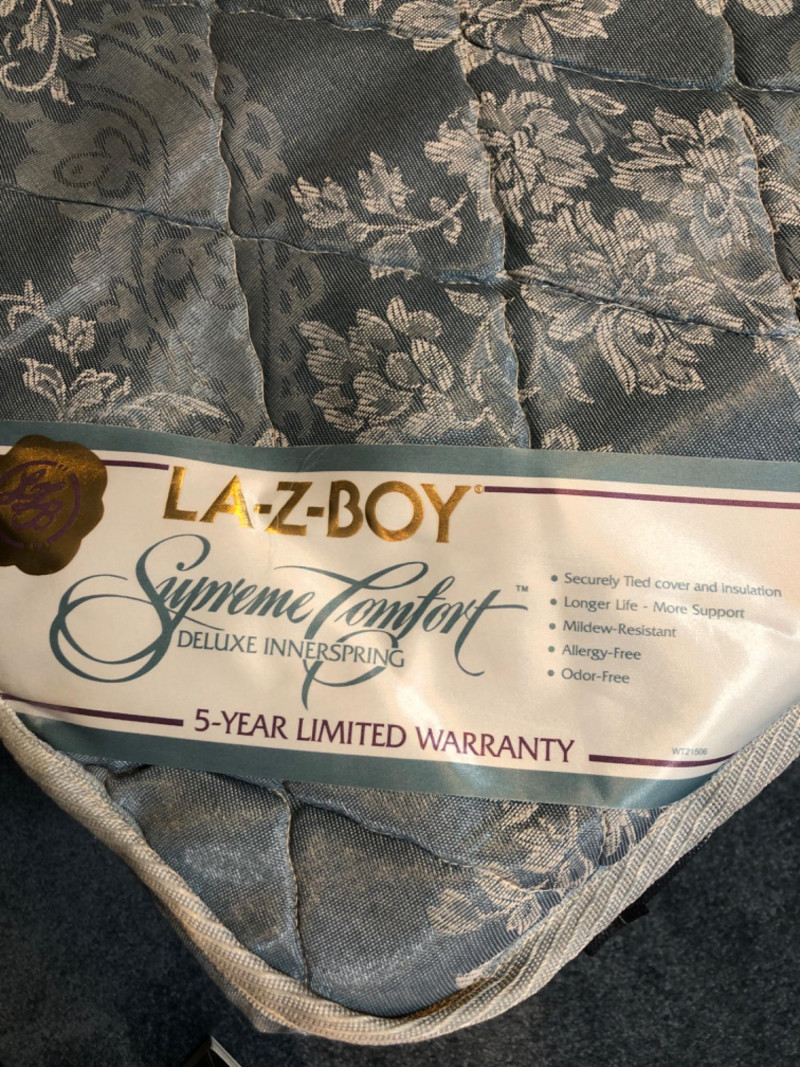 LA-Z-BOY®
Supreme Comfort™
DELUXE INNERSPRING
• Securely Tied cover and insulation
• Longer Life - More Support
• Mildew-Resistant
• Allergy-Free
• Odor-Free
5-YEAR LIMITED WARRANTY
WT21506